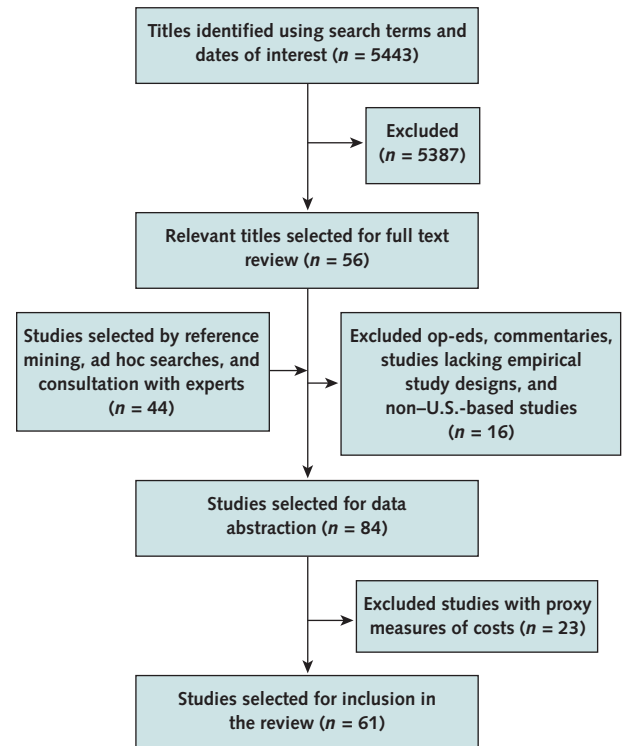 Titles identified using search terms and
dates of interest (n = 5443)
Excluded
(n = 5387)
Relevant titles selected for full text
review (n = 56)
Studies selected by reference
mining, ad hoc searches, and
consultation with experts
(n = 44)
Excluded op-eds, commentaries,
studies lacking empirical
study designs, and
non–U.S.-based studies
(n = 16)
Studies selected for data
abstraction (n = 84)
Excluded studies with proxy
measures of costs (n = 23)
Studies selected for inclusion in
the review (n = 61)